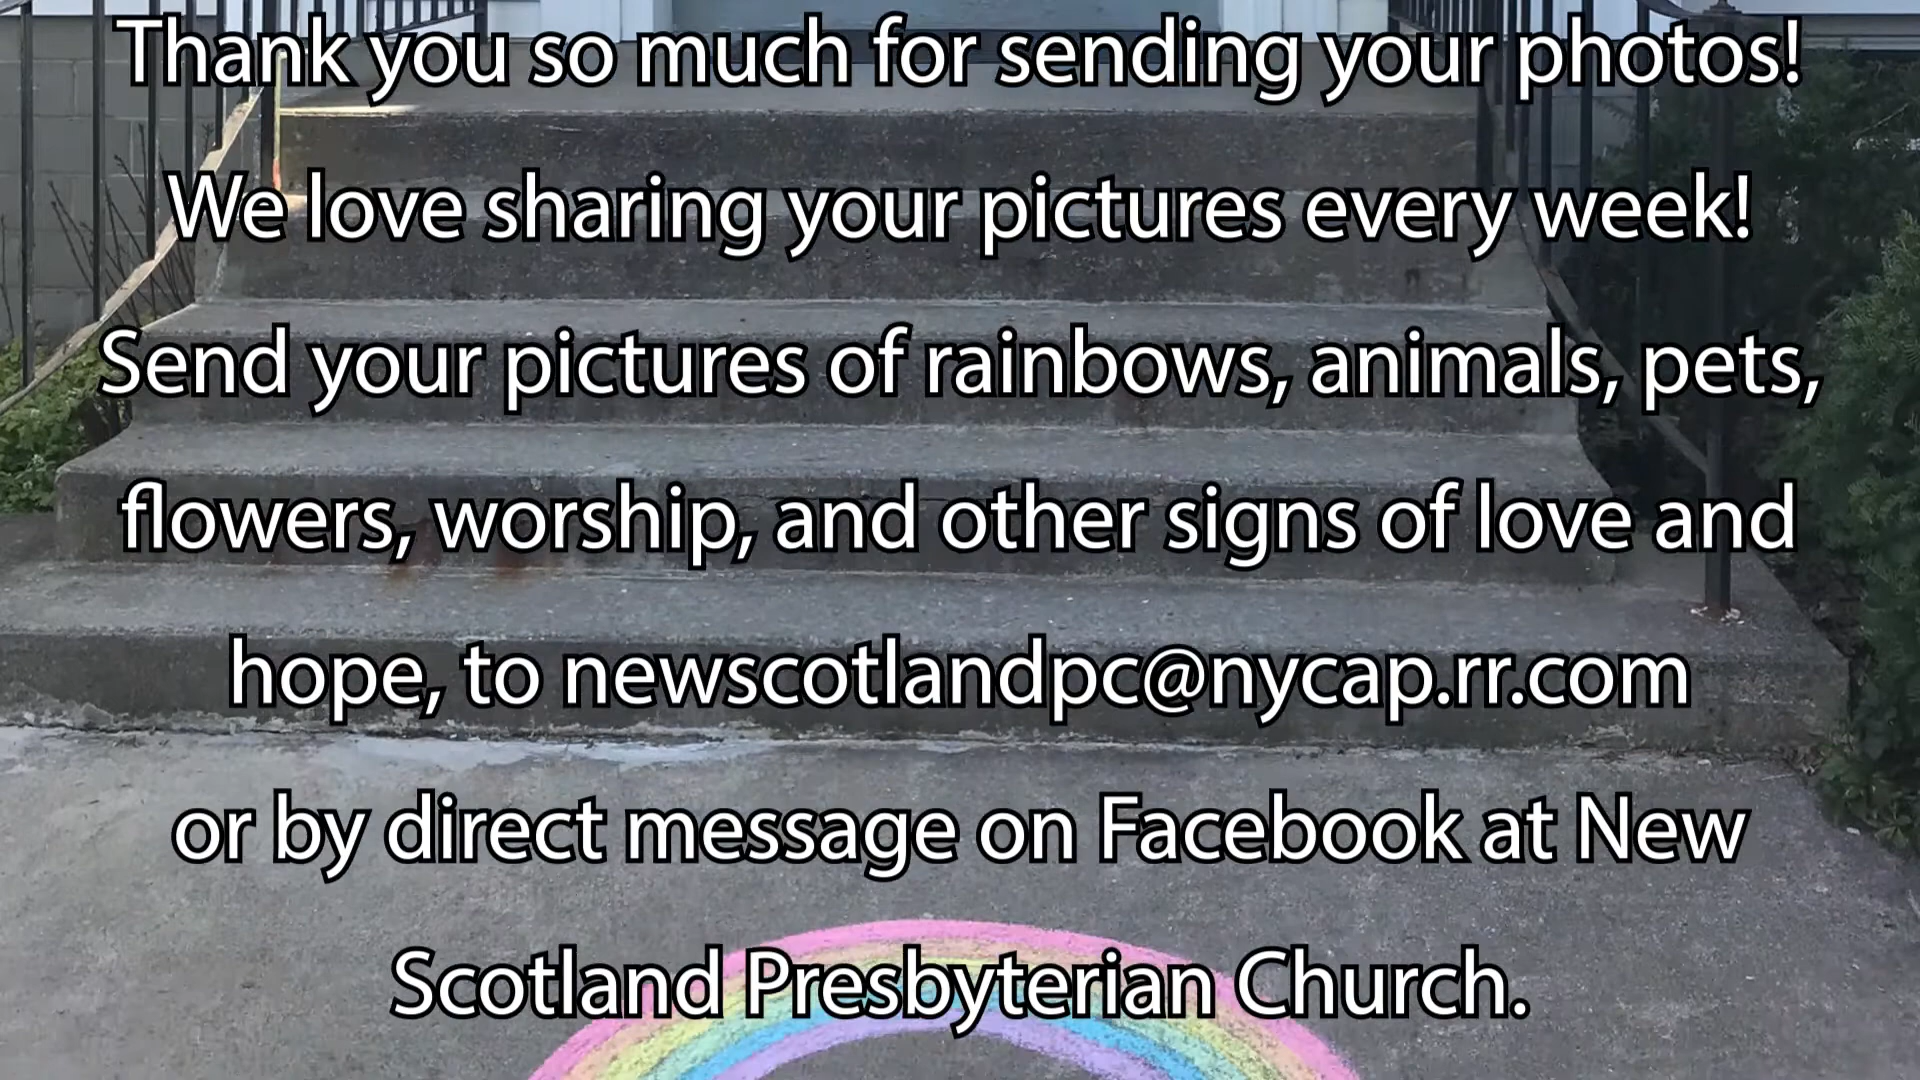 Thank you so much for sending your photos!
We love sharing your pictures every week!
Send your pictures of rainbows, animals, pets,
flowers, worship, and other signs of love and
hope, to newscotlandpc@nycap.rr.com
or by direct message on Facebook at New
Scotland Presbyterian Church.